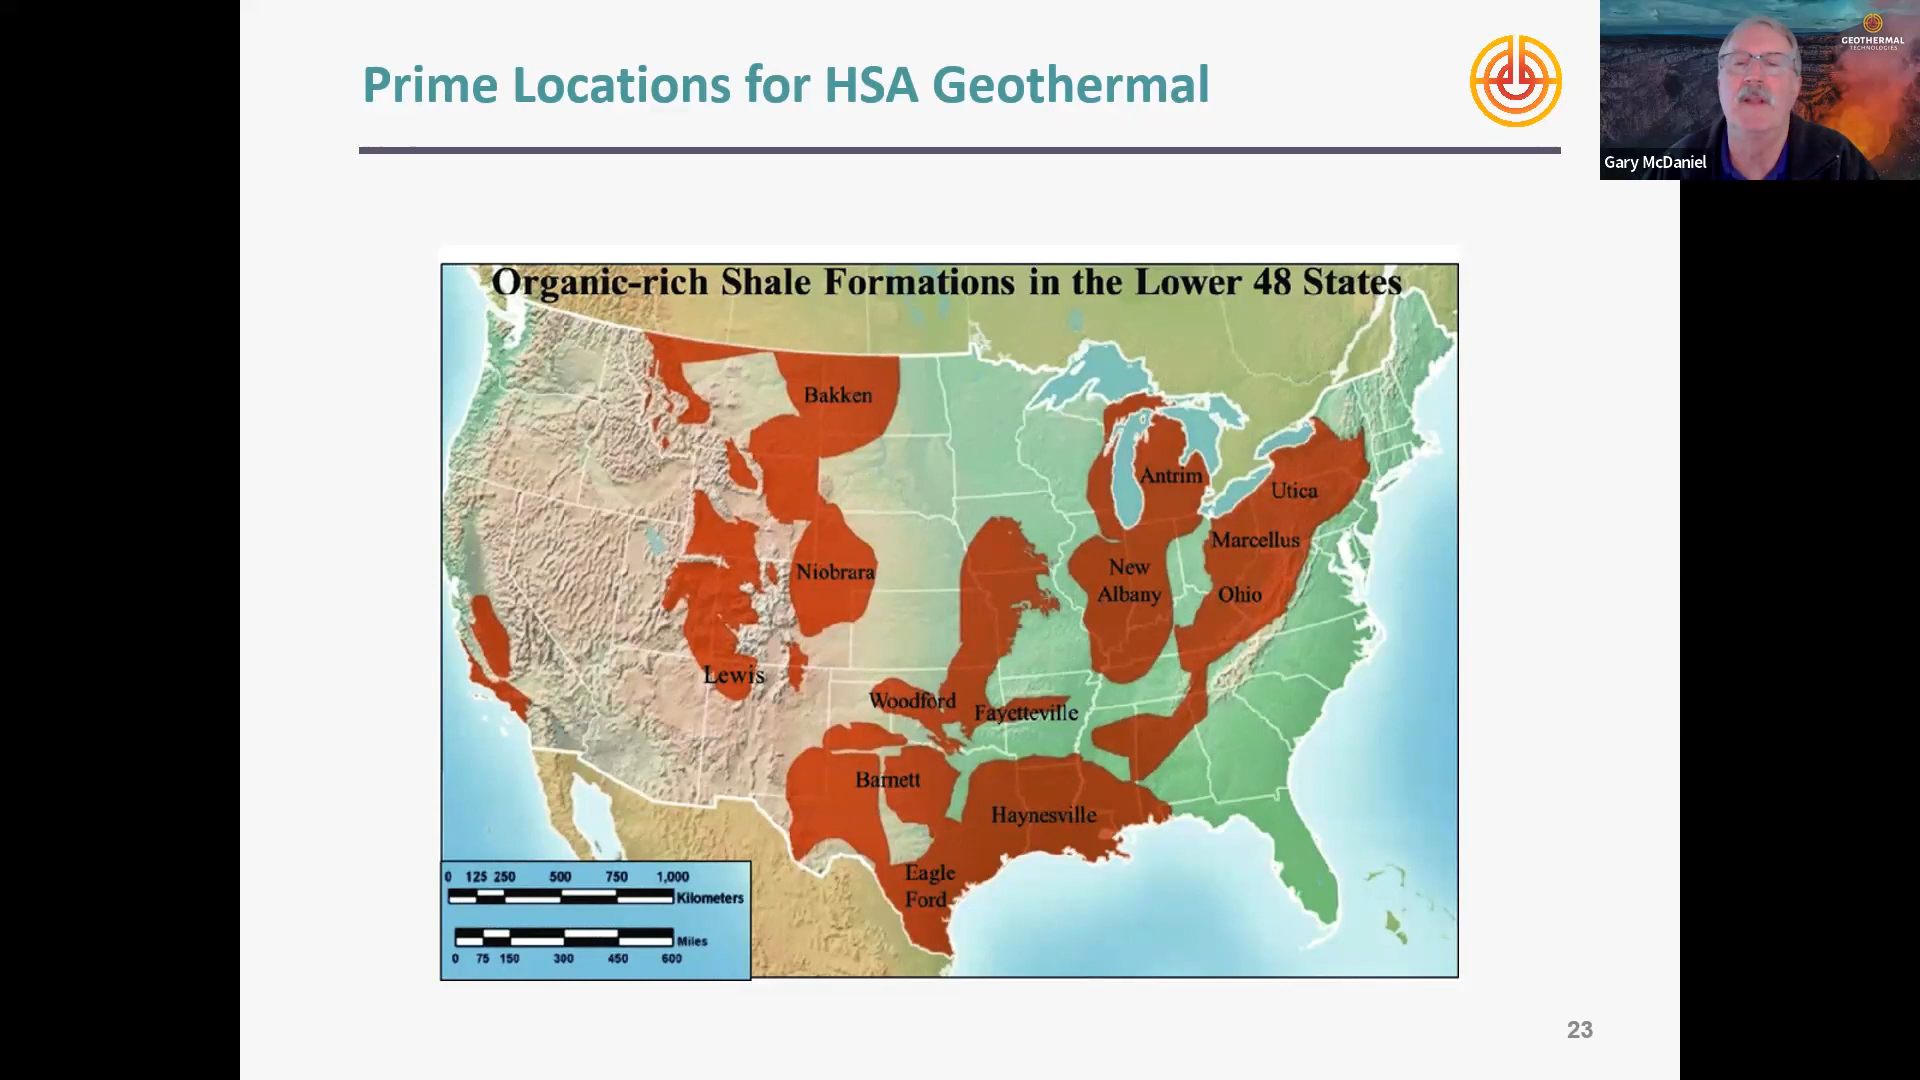 Prime Locations for HSA Geothermal
GEOTHERMAL
TECHNOLOGIES
Gary McDaniel
Organic-rich Shale Formations in the Lower 48 States
Bakken
Antrim
Utica
Marcellus
Niobrara
New
Albany
Ohio
Lewis
Woodford
Fayetteville
Barnett
Haynesville
Eagle
Ford
0 125 250 500 750 1,000
Kilometers
Miles
0 75 150 300 450 600
23